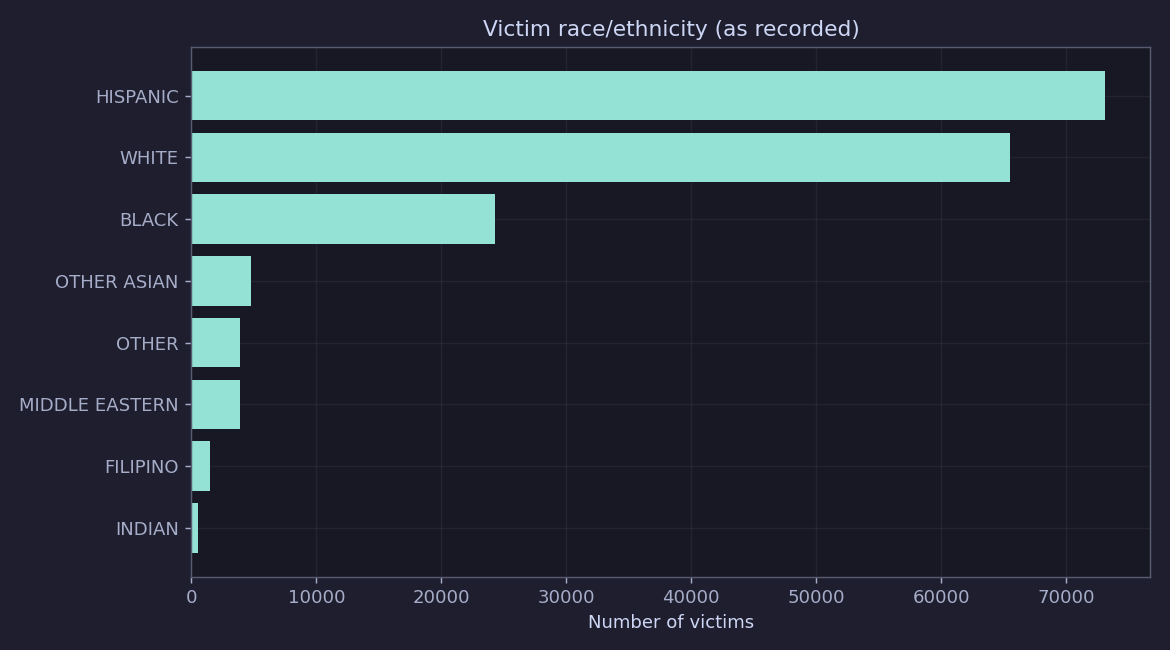 Victim race/ethnicity (as recorded)
HISPANIC
WHITE
BLACK
OTHER ASIAN
OTHER
MIDDLE EASTERN
FILIPINO
INDIAN
0 10000 20000 30000 40000 50000 60000 70000
Number of victims